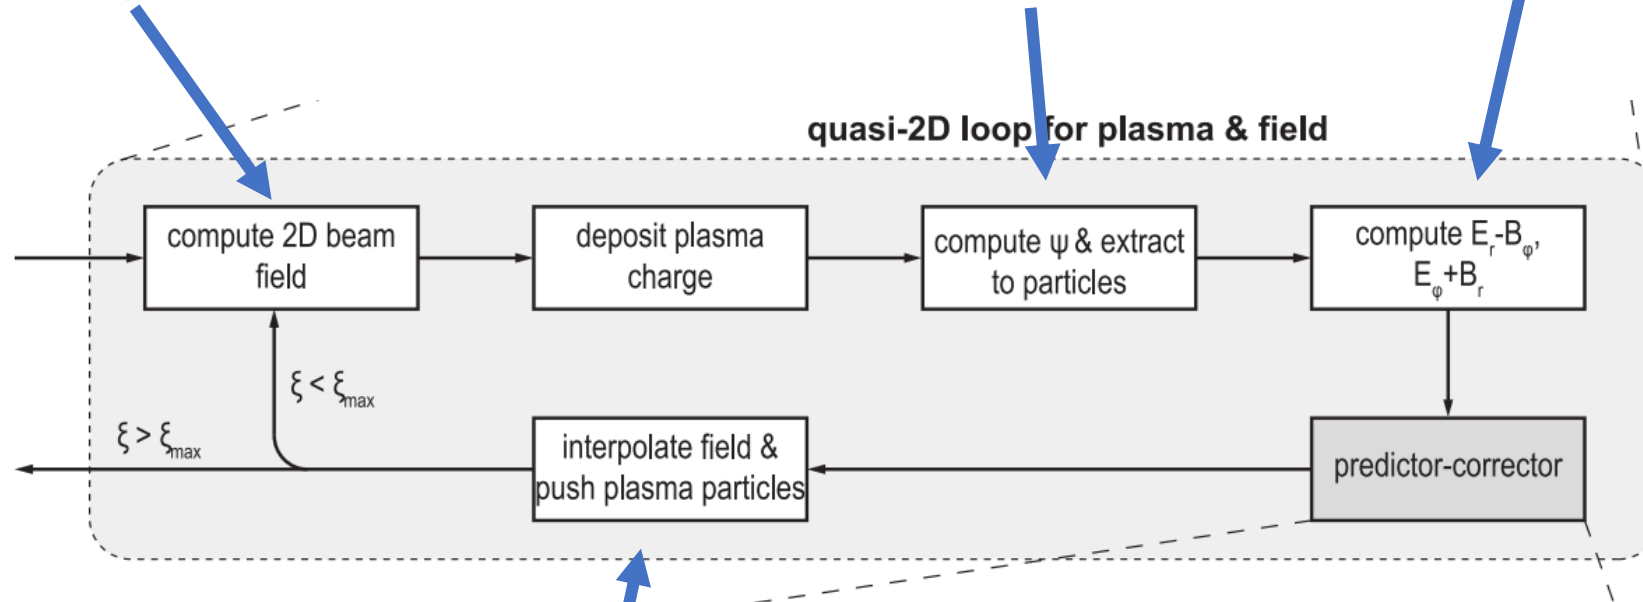 quasi-2D loop for plasma & field
compute 2D beam
field
deposit plasma
charge
compute ψ & extract
to particles
compute E_r-B_φ,
E_φ+B_r
ξ < ξ_max
ξ > ξ_max
interpolate field &
push plasma particles
predictor-corrector